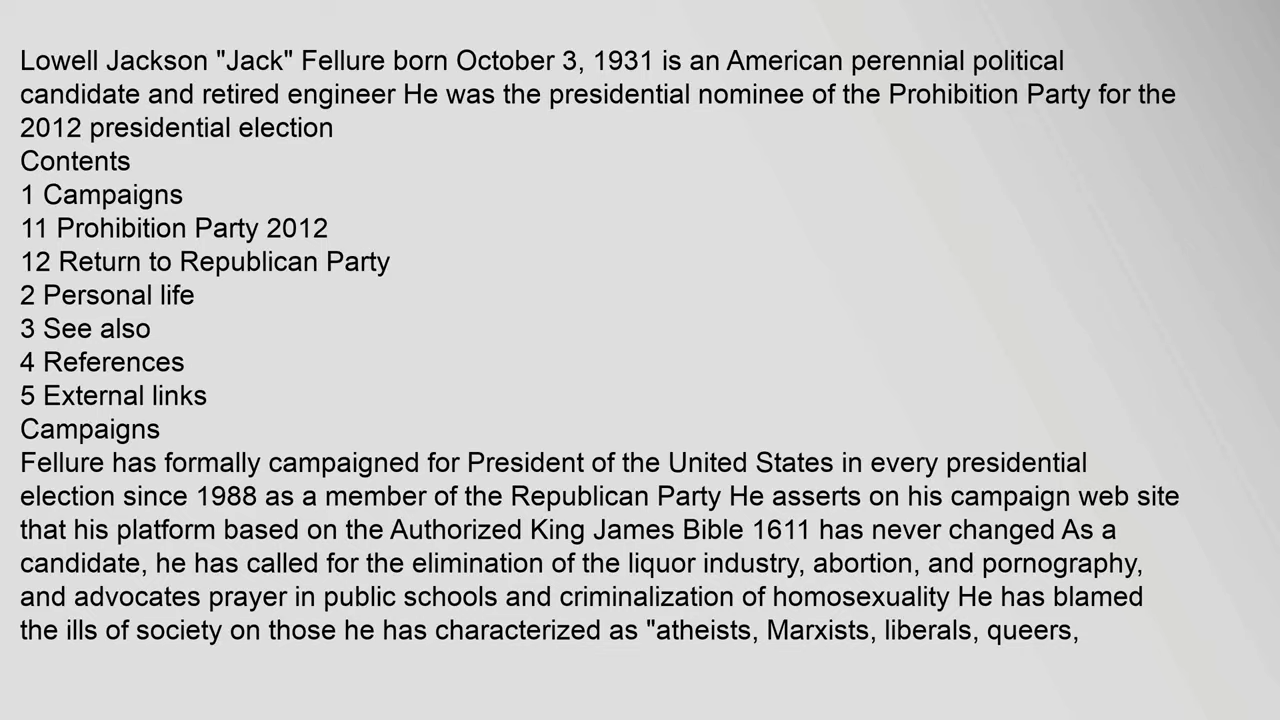 Lowell Jackson "Jack" Fellure born October 3, 1931 is an American perennial political
candidate and retired engineer He was the presidential nominee of the Prohibition Party for the
2012 presidential election
Contents
1 Campaigns
11 Prohibition Party 2012
12 Return to Republican Party
2 Personal life
3 See also
4 References
5 External links
Campaigns
Fellure has formally campaigned for President of the United States in every presidential
election since 1988 as a member of the Republican Party He asserts on his campaign web site
that his platform based on the Authorized King James Bible 1611 has never changed As a
candidate, he has called for the elimination of the liquor industry, abortion, and pornography,
and advocates prayer in public schools and criminalization of homosexuality He has blamed
the ills of society on those he has characterized as "atheists, Marxists, liberals, queers,